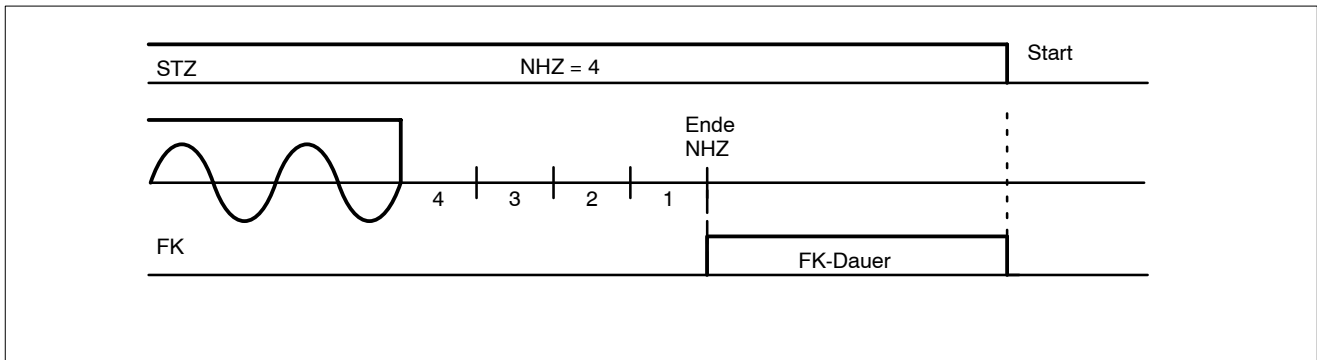 Start
STZ NHZ = 4
Ende
NHZ
4 3 2 1
FK
FK-Dauer